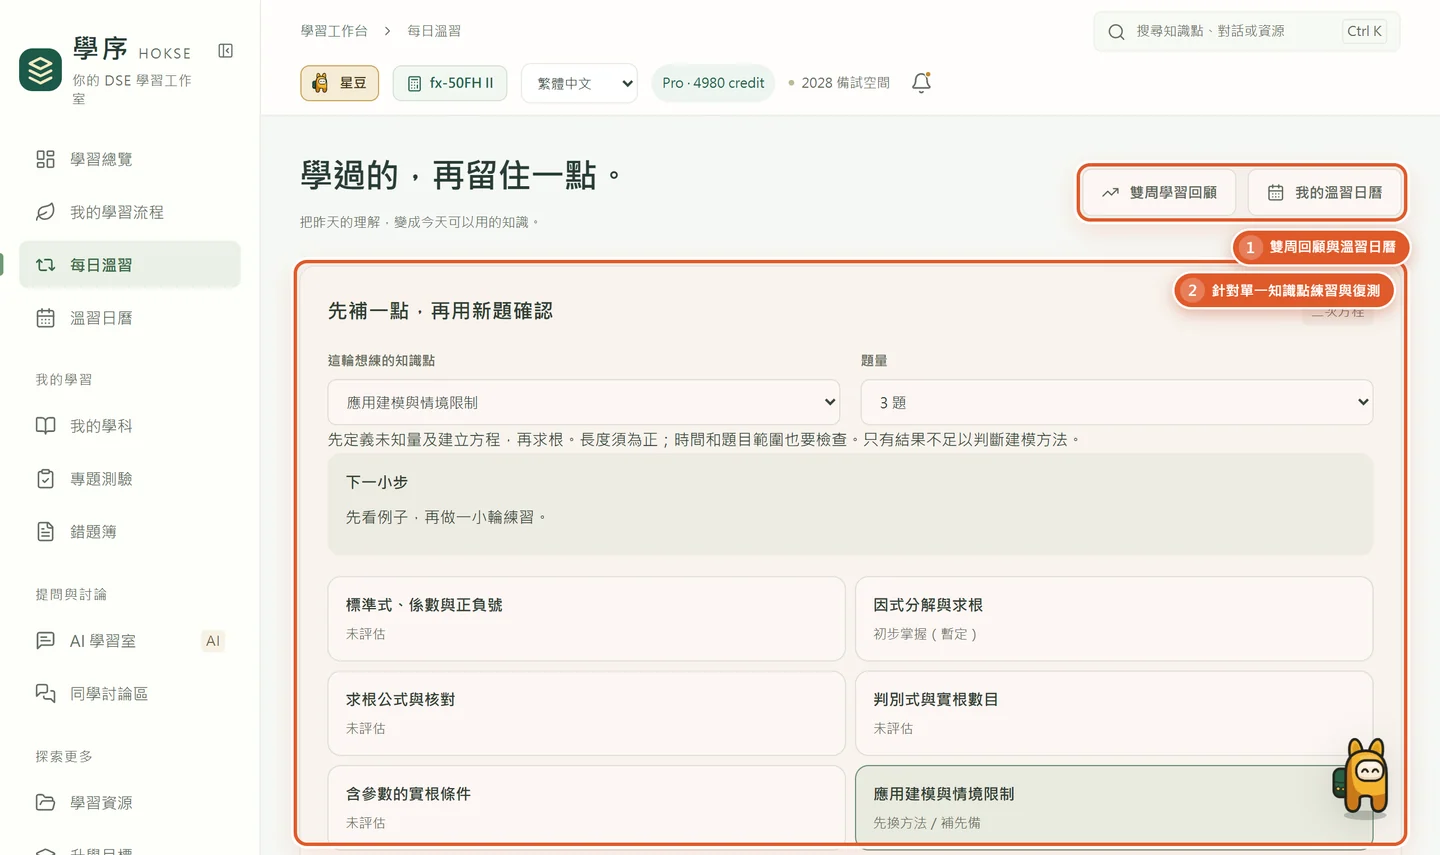 學序 HOKSE
你的 DSE 學習工作
室
學習總覽
我的學習流程
每日溫習
溫習日曆
我的學習
我的學科
專題測驗
錯題簿
提問與討論
AI 學習室 AI
同學討論區
探索更多
學習資源
升學目標
學習工作台 > 每日溫習
搜尋知識點、對話或資源 Ctrl K
星豆 fx-50FH II 繁體中文 Pro · 4980 credit 2028 備試空間
學過的，再留住一點。
把昨天的理解，變成今天可以用的知識。
雙周學習回顧 我的溫習日曆
1 雙周回顧與溫習日曆
2 針對單一知識點練習與復測
先補一點，再用新題確認
二次方程
這輪想練的知識點 題量
應用建模與情境限制 3 題
先定義未知量及建立方程，再求根。長度須為正；時間和題目範圍也要檢查。只有結果不足以判斷建模方法。
下一小步
先看例子，再做一小輪練習。
標準式、係數與正負號
未評估
因式分解與求根
初步掌握（暫定）
求根公式與核對
未評估
判別式與實根數目
未評估
含參數的實根條件
未評估
應用建模與情境限制
先換方法 / 補先備